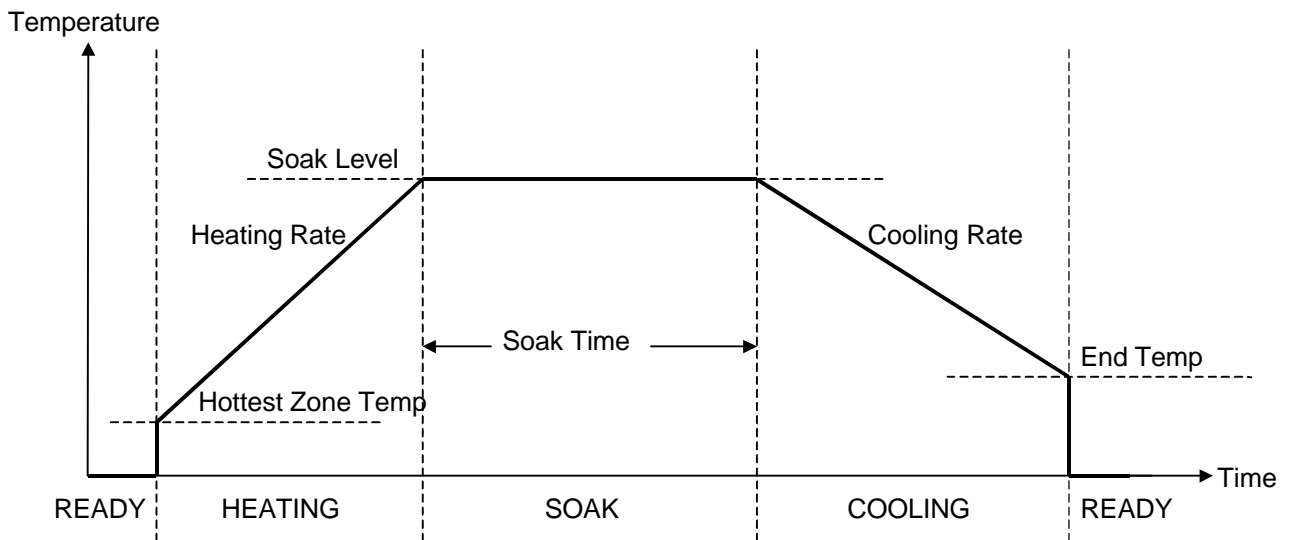 Temperature
Soak Level
Heating Rate
Cooling Rate
Soak Time
End Temp
Hottest Zone Temp
Time
READY HEATING SOAK COOLING READY